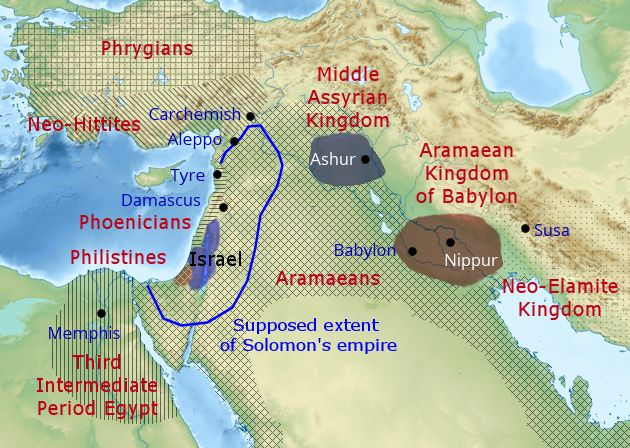 Phrygians
Middle
Assyrian
Kingdom
Carchemish
Neo-Hittites
Aleppo
Ashur
Aramaean
Kingdom
of Babylon
Tyre
Damascus
Phoenicians
Susa
Philistines
Israel
Babylon
Nippur
Aramaeans
Neo-Elamite
Kingdom
Memphis
Supposed extent
of Solomon's empire
Third
Intermediate
Period Egypt